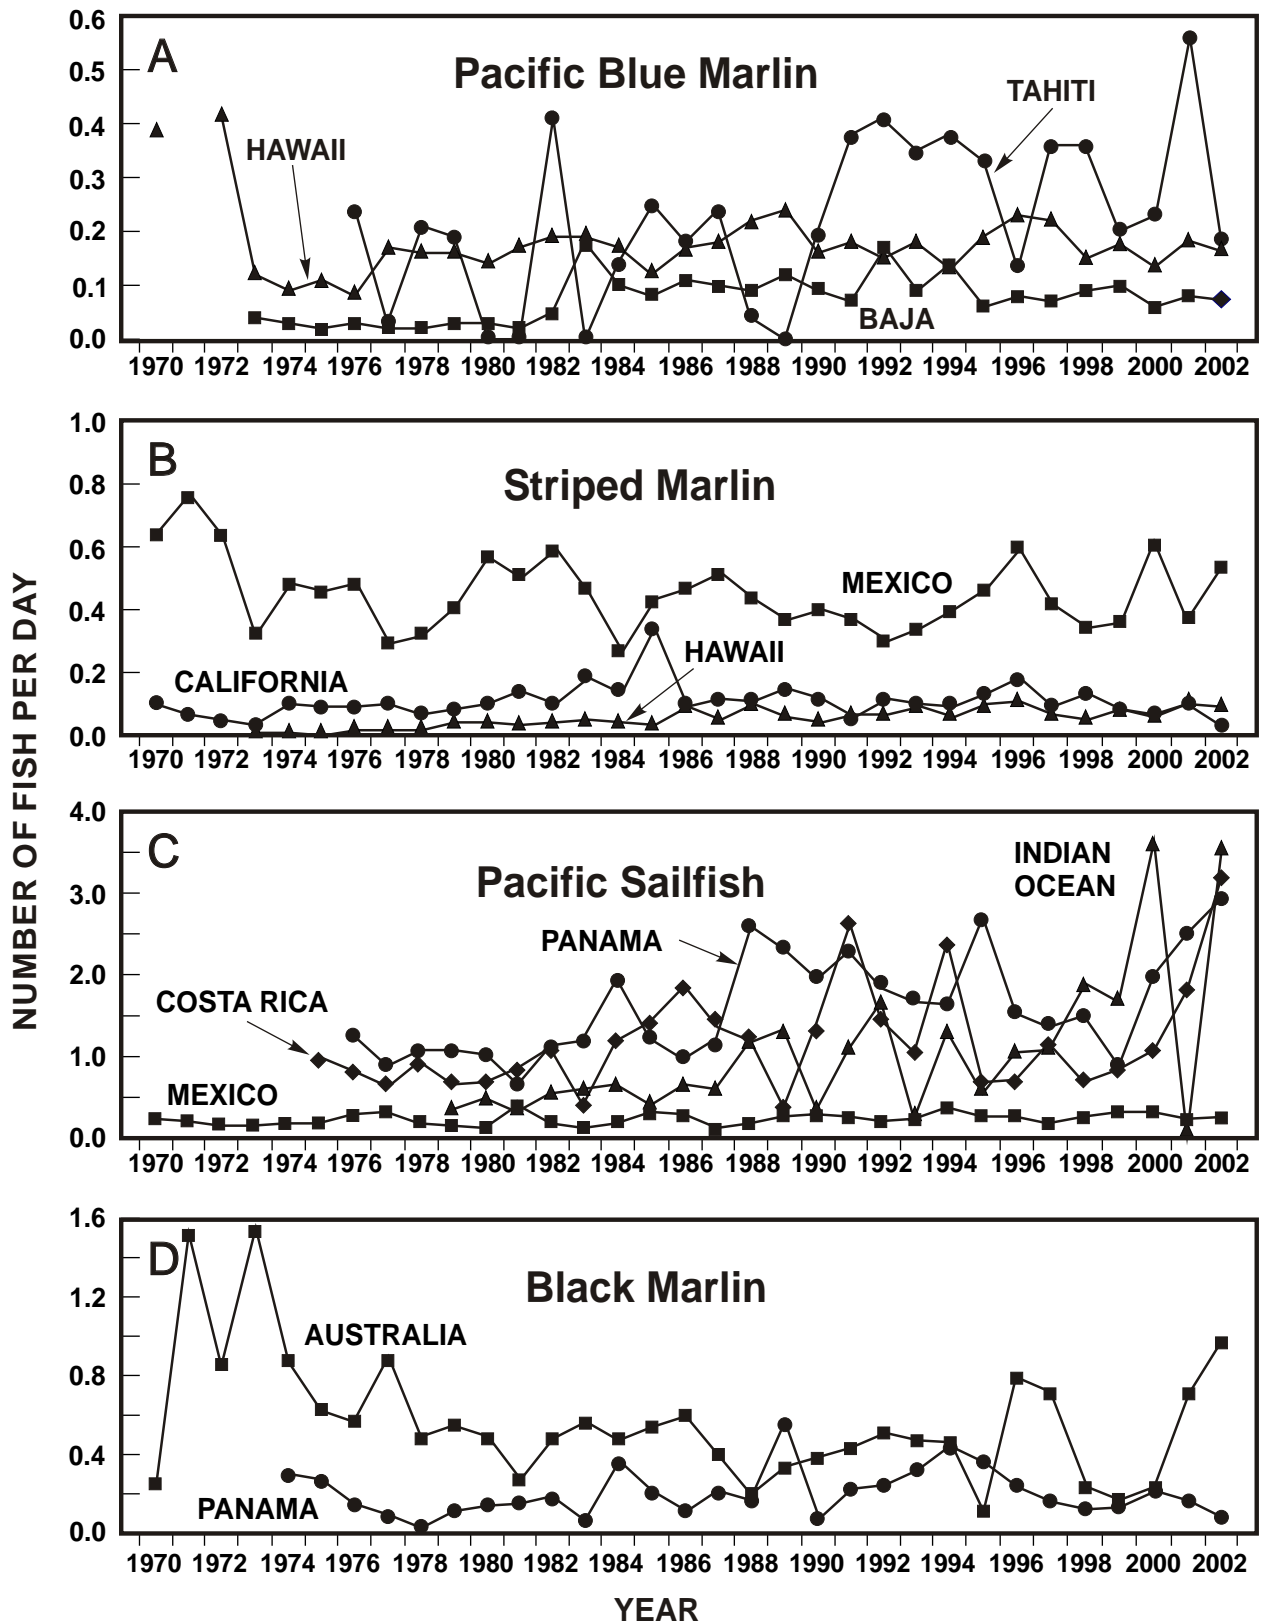 NUMBER OF FISH PER DAY
A
Pacific Blue Marlin
HAWAII
TAHITI
BAJA
0.6
0.5
0.4
0.3
0.2
0.1
0.0
1970 1972 1974 1976 1978 1980 1982 1984 1986 1988 1990 1992 1994 1996 1998 2000 2002
B
Striped Marlin
MEXICO
HAWAII
CALIFORNIA
1.0
0.8
0.6
0.4
0.2
0.0
1970 1972 1974 1976 1978 1980 1982 1984 1986 1988 1990 1992 1994 1996 1998 2000 2002
C
Pacific Sailfish
INDIAN
OCEAN
PANAMA
COSTA RICA
MEXICO
4.0
3.0
2.0
1.0
0.0
1970 1972 1974 1976 1978 1980 1982 1984 1986 1988 1990 1992 1994 1996 1998 2000 2002
D
Black Marlin
AUSTRALIA
PANAMA
1.6
1.2
0.8
0.4
0.0
1970 1972 1974 1976 1978 1980 1982 1984 1986 1988 1990 1992 1994 1996 1998 2000 2002
YEAR